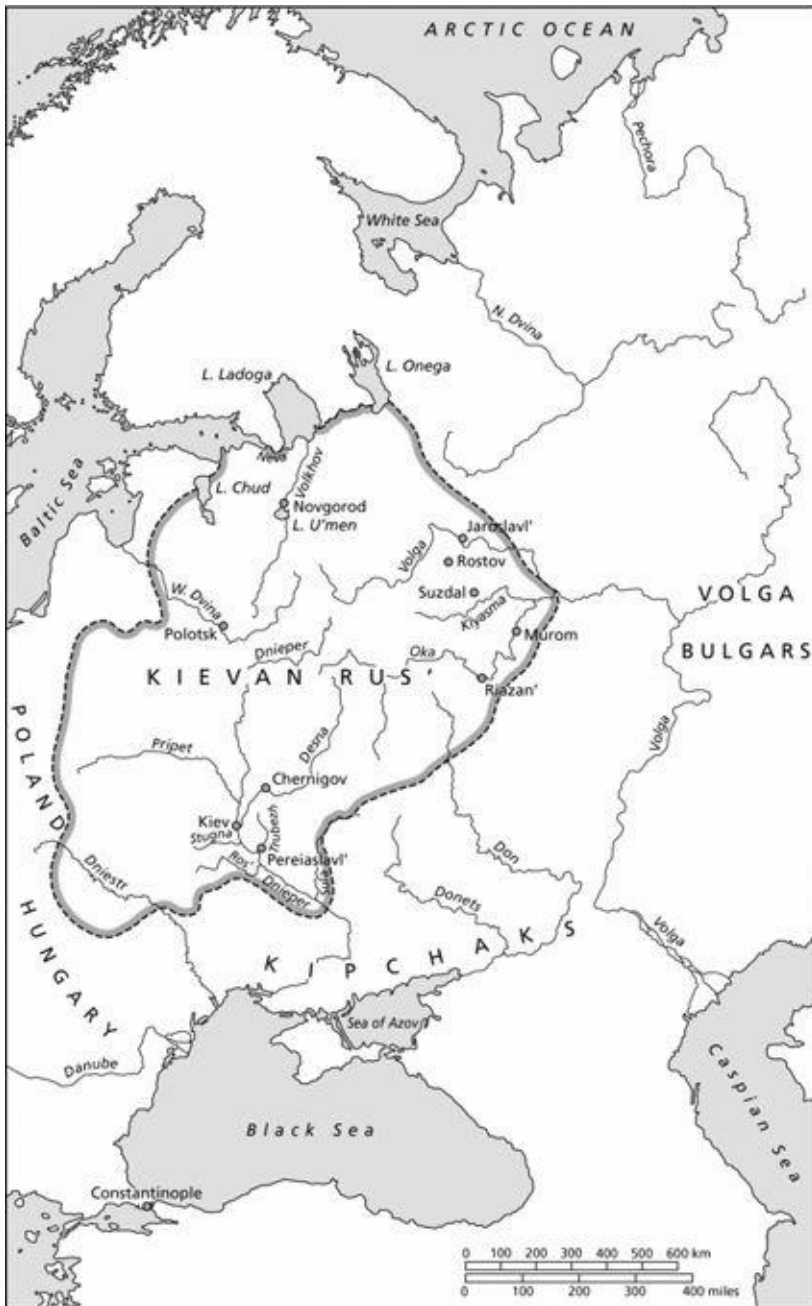 ARCTIC OCEAN
Pechora
White Sea
N. Dvina
L. Onega
L. Ladoga
Neva
Volkhov
L. Chud
Novgorod
L. U'men
Baltic Sea
Jaroslavl'
Volga
Rostov
Suzdal
Klyasma
VOLGA
BULGARS
W. Dvina
Polotsk
Murom
Dnieper
Oka
KIEVAN RUS'
Riazan'
POLAND
Pripet
Desna
Volga
Chernigov
Kiev
Stugna
Trubezh
Pereiaslavl'
Ros'
Dnieper
Dniestr
Don
Donets
HUNGARY
KIPCHAKS
Volga
Sea of Azov
Danube
Caspian Sea
Black Sea
Constantinople
0 100 200 300 400 500 600 km
0 100 200 300 400 miles